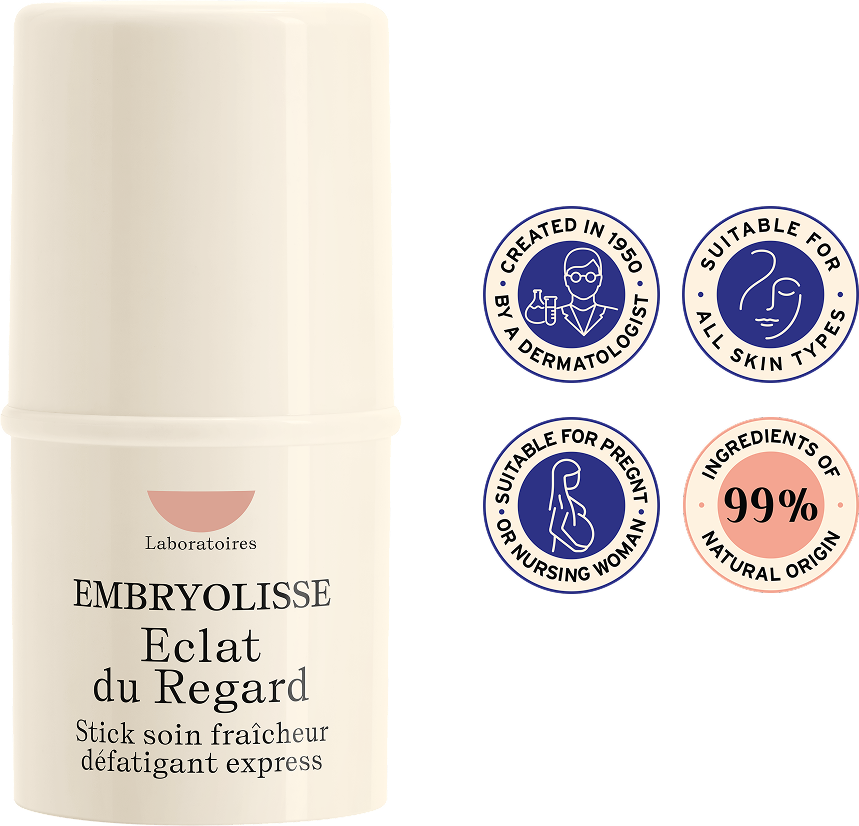 Laboratoires
EMBRYOLISSE
Eclat
du Regard
Stick soin fraîcheur
défatigant express
CREATED IN 1950
BY A DERMATOLOGIST
SUITABLE FOR
ALL SKIN TYPES
SUITABLE FOR PREGNT
OR NURSING WOMAN
INGREDIENTS OF
99%
NATURAL ORIGIN